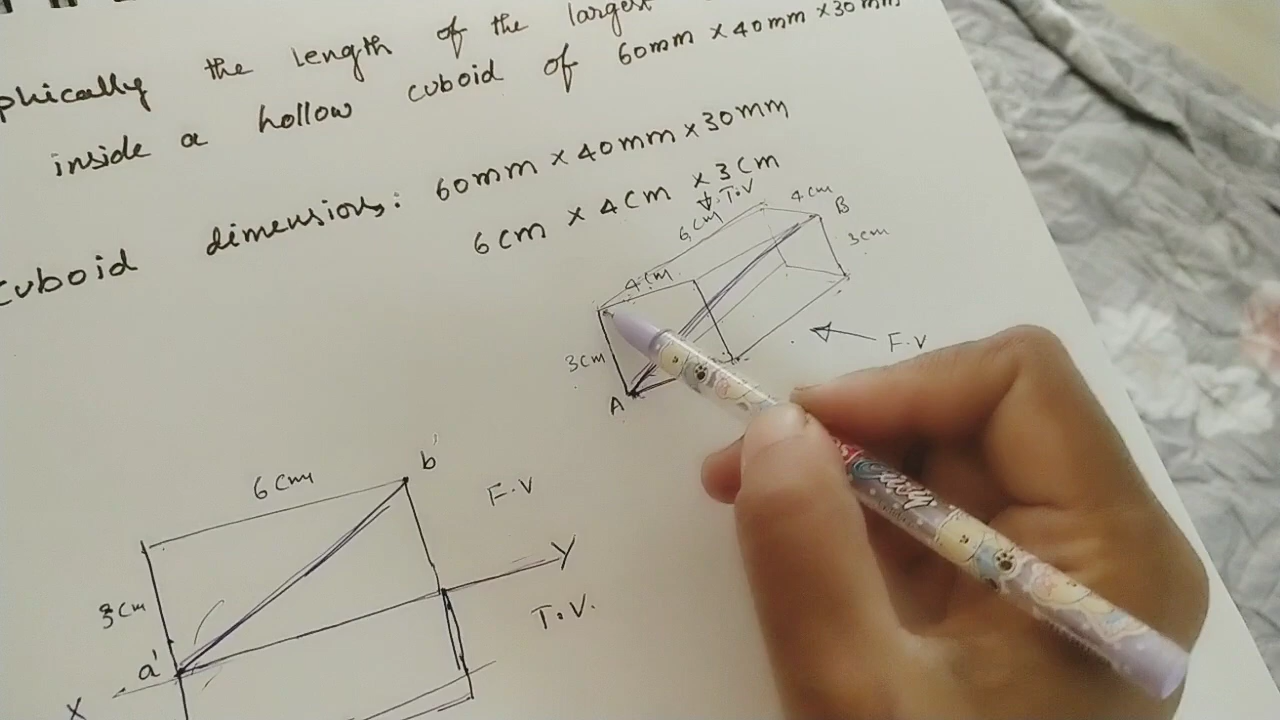 phically the length of the largest
inside a hollow cuboid of 60mm × 40mm × 30mm
Cuboid dimensions: 60mm × 40mm × 30mm
6cm × 4cm × 3cm
T.V
4cm
6cm
B
4cm
3cm
3cm
F.V
A
b'
6cm
F.V
Y
3cm
T.V.
a'
X